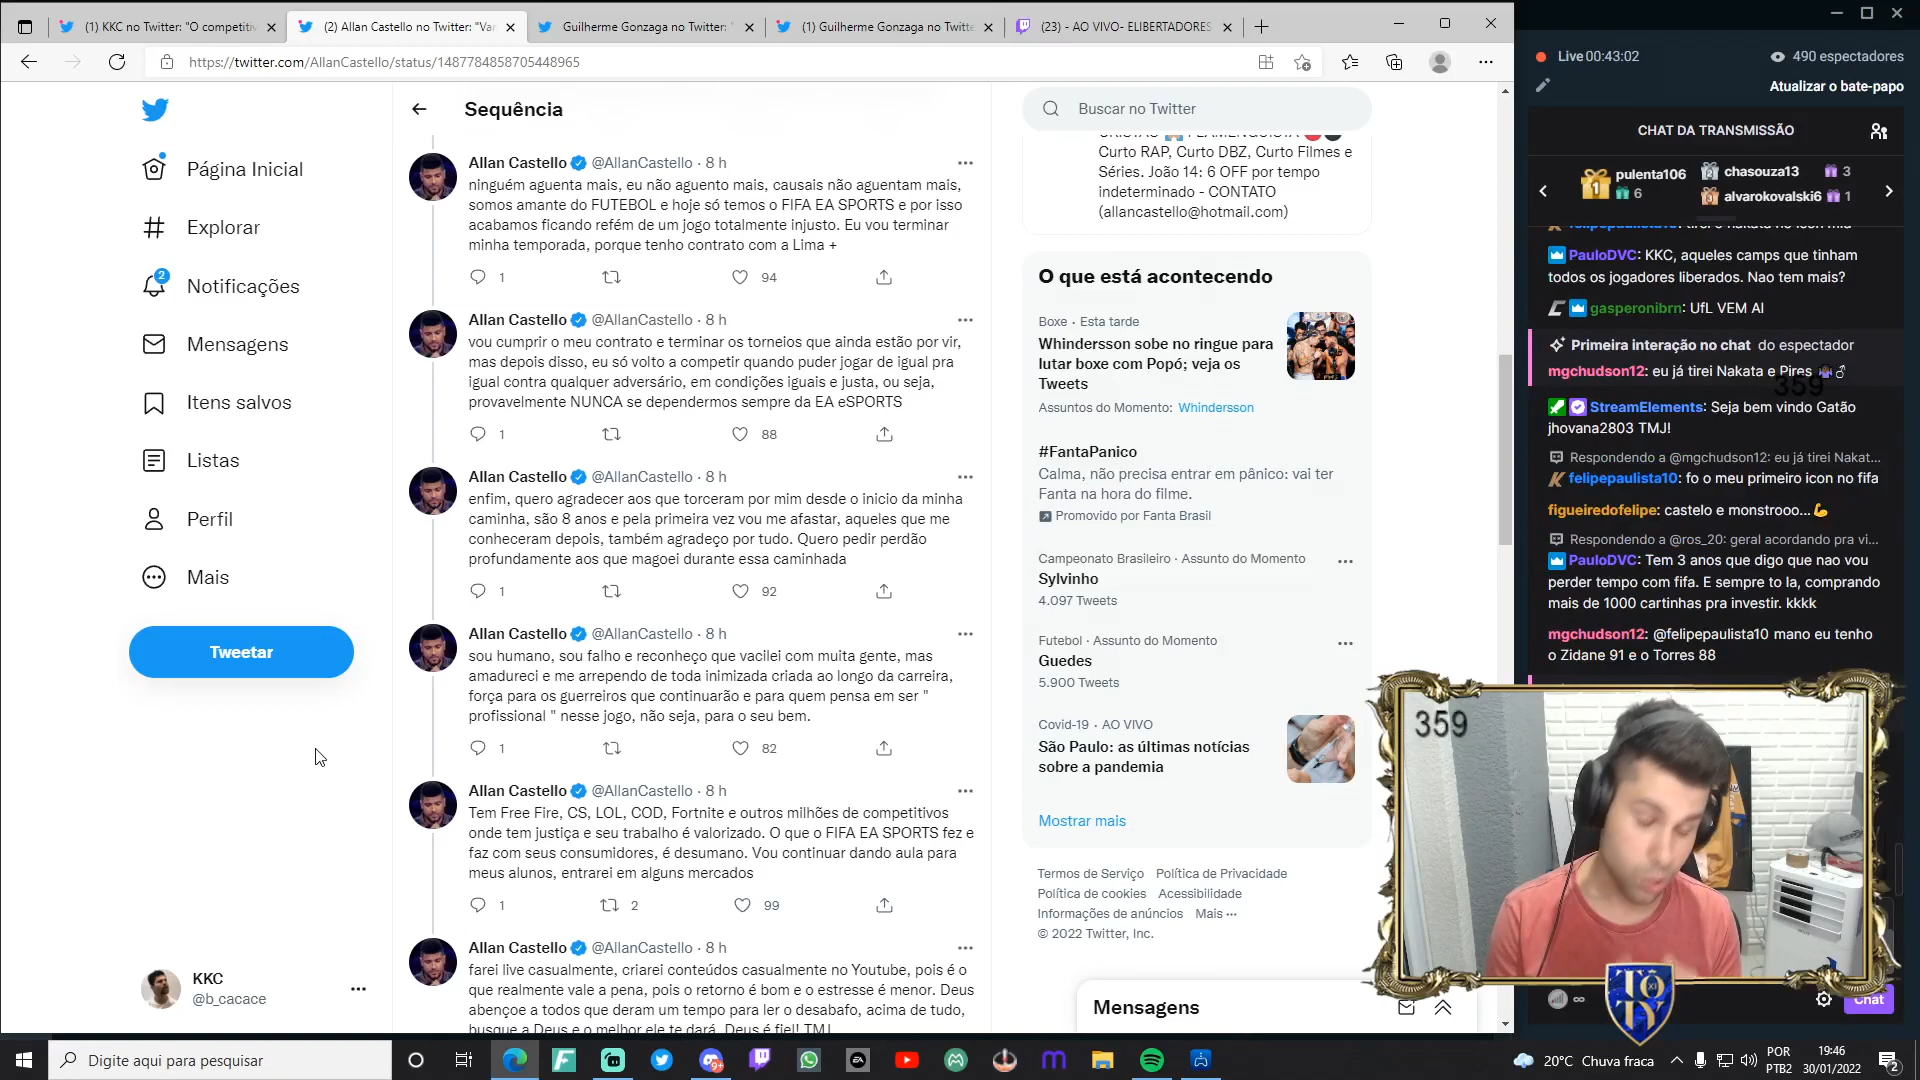 (1) KKC no Twitter: "O competitiv
(2) Allan Castello no Twitter: "Var
Guilherme Gonzaga no Twitter: "
(1) Guilherme Gonzaga no Twitte
(23) - AO VIVO- ELIBERTADORES
https://twitter.com/AllanCastello/status/1487784858705448965
Página Inicial
Explorar
2
Notificações
Mensagens
Itens salvos
Listas
Perfil
Mais
Tweetar
KKC
@b_cacace
Sequência
Allan Castello @AllanCastello · 8 h
ninguém aguenta mais, eu não aguento mais, causais não aguentam mais,
somos amante do FUTEBOL e hoje só temos o FIFA EA SPORTS e por isso
acabamos ficando refém de um jogo totalmente injusto. Eu vou terminar
minha temporada, porque tenho contrato com a Lima +
1 94
Allan Castello @AllanCastello · 8 h
vou cumprir o meu contrato e terminar os torneios que ainda estão por vir,
mas depois disso, eu só volto a competir quando puder jogar de igual pra
igual contra qualquer adversário, em condições iguais e justa, ou seja,
provavelmente NUNCA se dependermos sempre da EA eSPORTS
1 88
Allan Castello @AllanCastello · 8 h
enfim, quero agradecer aos que torceram por mim desde o inicio da minha
caminha, são 8 anos e pela primeira vez vou me afastar, aqueles que me
conheceram depois, também agradeço por tudo. Quero pedir perdão
profundamente aos que magoei durante essa caminhada
1 92
Allan Castello @AllanCastello · 8 h
sou humano, sou falho e reconheço que vacilei com muita gente, mas
amadureci e me arrependo de toda inimizada criada ao longo da carreira,
força para os guerreiros que continuarão e para quem pensa em ser "
profissional " nesse jogo, não seja, para o seu bem.
1 82
Allan Castello @AllanCastello · 8 h
Tem Free Fire, CS, LOL, COD, Fortnite e outros milhões de competitivos
onde tem justiça e seu trabalho é valorizado. O que o FIFA EA SPORTS fez e
faz com seus consumidores, é desumano. Vou continuar dando aula para
meus alunos, entrarei em alguns mercados
1 2 99
Allan Castello @AllanCastello · 8 h
farei live casualmente, criarei conteúdos casualmente no Youtube, pois é o
que realmente vale a pena, pois o retorno é bom e o estresse é menor. Deus
abençoe a todos que deram um tempo para ler o desabafo, acima de tudo,
busque a Deus e o melhor ele te dará. Deus é fiel! TMJ
Buscar no Twitter
CRISTÃS FLAMENGUISTA
Curto RAP, Curto DBZ, Curto Filmes e
Séries. João 14: 6 OFF por tempo
indeterminado - CONTATO
(allancastello@hotmail.com)
O que está acontecendo
Boxe · Esta tarde
Whindersson sobe no ringue para
lutar boxe com Popó; veja os
Tweets
Assuntos do Momento: Whindersson
#FantaPanico
Calma, não precisa entrar em pânico: vai ter
Fanta na hora do filme.
Promovido por Fanta Brasil
Campeonato Brasileiro · Assunto do Momento
Sylvinho
4.097 Tweets
Futebol · Assunto do Momento
Guedes
5.900 Tweets
Covid-19 · AO VIVO
São Paulo: as últimas notícias
sobre a pandemia
Mostrar mais
Termos de Serviço Política de Privacidade
Política de cookies Acessibilidade
Informações de anúncios Mais ···
© 2022 Twitter, Inc.
Mensagens
Live 00:43:02
490 espectadores
Atualizar o bate-papo
CHAT DA TRANSMISSÃO
1 pulenta106
6
2 chasouza13 3
3 alvarokovalski6 1
felipepaulista10: tirei o nakata no icon mid
PauloDVC: KKC, aqueles camps que tinham
todos os jogadores liberados. Nao tem mais?
gasperonibrn: UfL VEM AI
Primeira interação no chat do espectador
mgchudson12: eu já tirei Nakata e Pires
359
StreamElements: Seja bem vindo Gatão
jhovana2803 TMJ!
Respondendo a @mgchudson12: eu já tirei Nakat...
felipepaulista10: fo o meu primeiro icon no fifa
figueiredofelipe: castelo e monstrooo...
Respondendo a @ros_20: geral acordando pra vi...
PauloDVC: Tem 3 anos que digo que nao vou
perder tempo com fifa. E sempre to la, comprando
mais de 1000 cartinhas pra investir. kkkk
mgchudson12: @felipepaulista10 mano eu tenho
o Zidane 91 e o Torres 88
359
Chat
Digite aqui para pesquisar
9+
EA
20°C Chuva fraca
POR
PTB2
19:46
30/01/2022
2